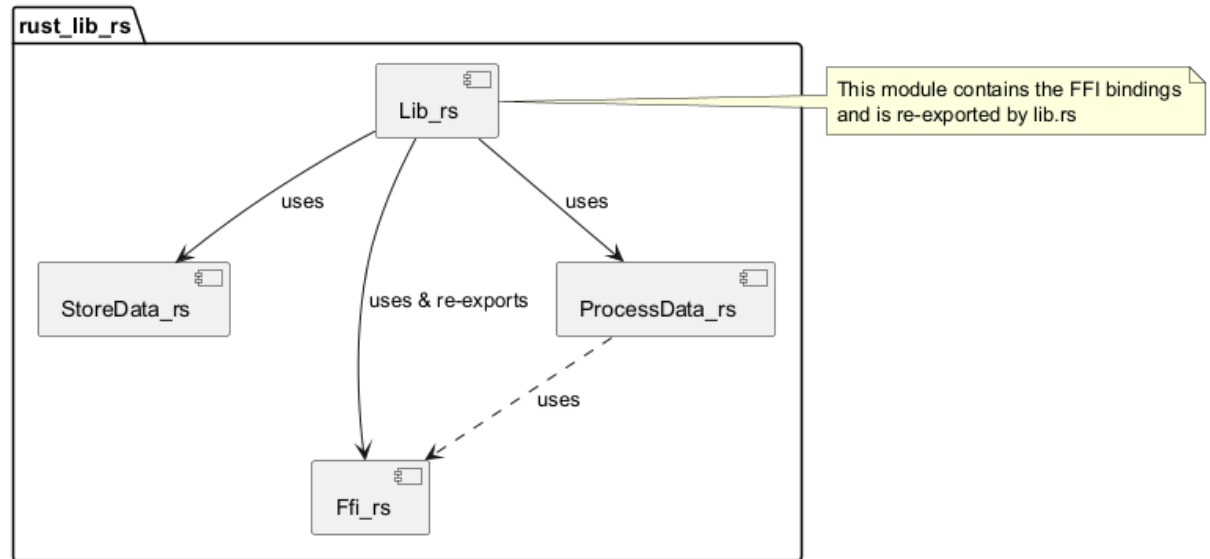 rust_lib_rs
Lib_rs
This module contains the FFI bindings
and is re-exported by lib.rs
uses
uses
StoreData_rs
uses & re-exports
ProcessData_rs
uses
Ffi_rs